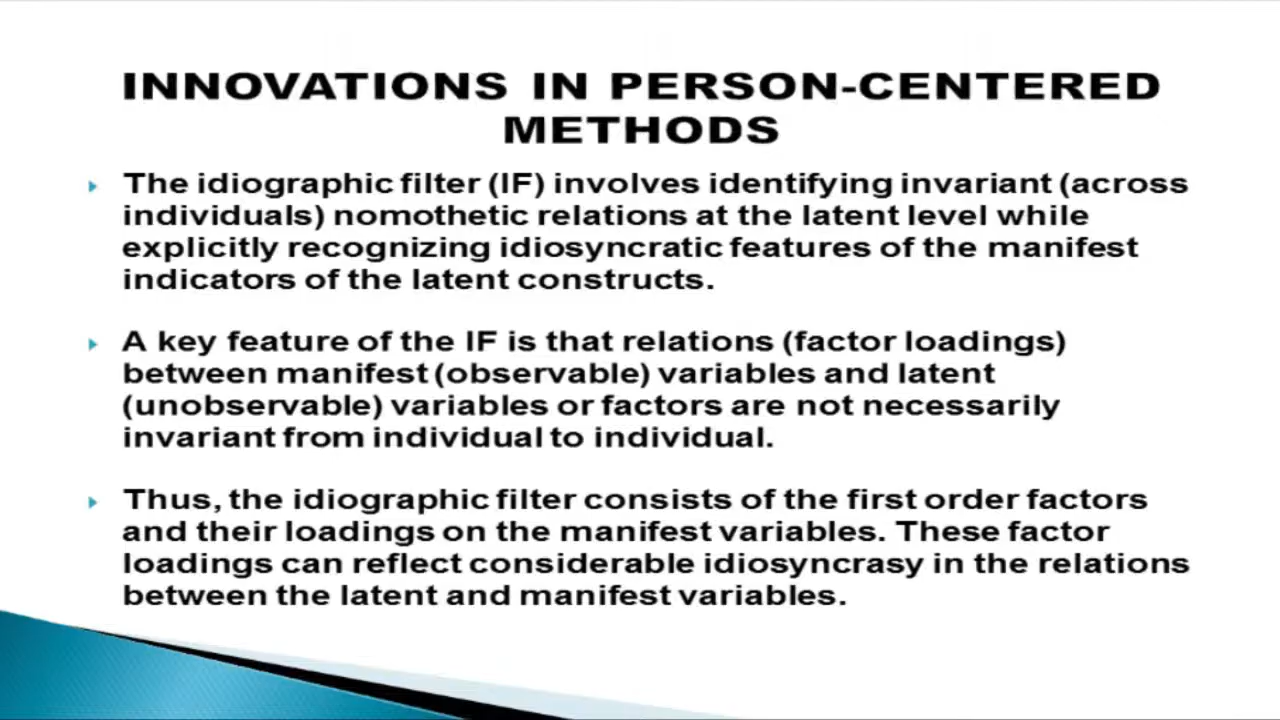 INNOVATIONS IN PERSON-CENTERED
METHODS
The idiographic filter (IF) involves identifying invariant (across
individuals) nomothetic relations at the latent level while
explicitly recognizing idiosyncratic features of the manifest
indicators of the latent constructs.
A key feature of the IF is that relations (factor loadings)
between manifest (observable) variables and latent
(unobservable) variables or factors are not necessarily
invariant from individual to individual.
Thus, the idiographic filter consists of the first order factors
and their loadings on the manifest variables. These factor
loadings can reflect considerable idiosyncrasy in the relations
between the latent and manifest variables.